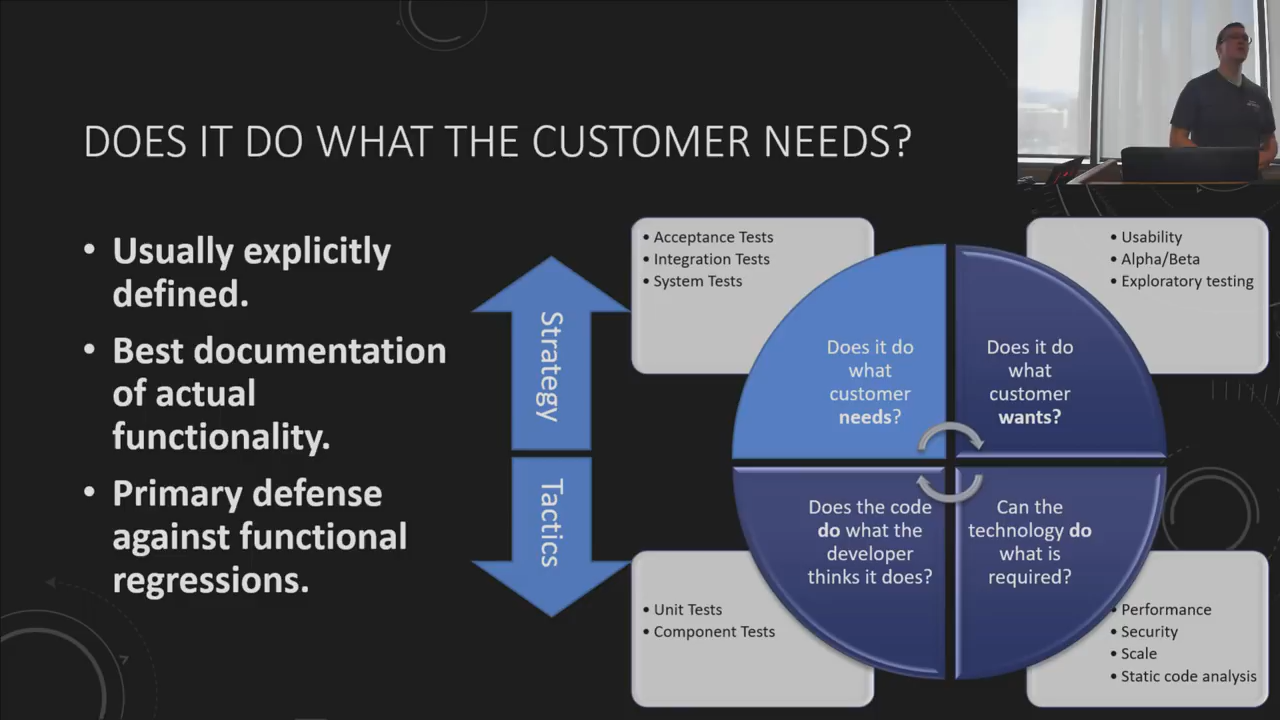 DOES IT DO WHAT THE CUSTOMER NEEDS?
• Usually explicitly
defined.
• Best documentation
of actual
functionality.
• Primary defense
against functional
regressions.
Strategy
Tactics
• Acceptance Tests
• Integration Tests
• System Tests
• Usability
• Alpha/Beta
• Exploratory testing
Does it do
what
customer
needs?
Does it do
what
customer
wants?
Does the code
do what the
developer
thinks it does?
Can the
technology do
what is
required?
• Unit Tests
• Component Tests
• Performance
• Security
• Scale
• Static code analysis